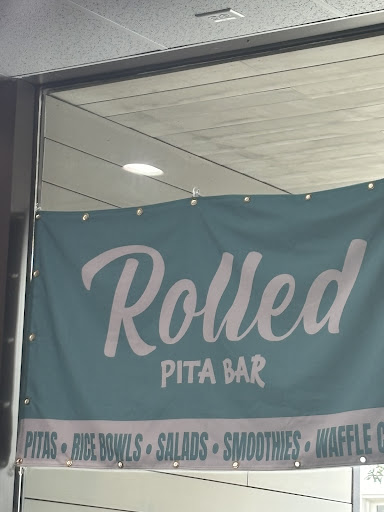 Rolled
PITA BAR
PITAS • RICE BOWLS • SALADS • SMOOTHIES • WAFFLE